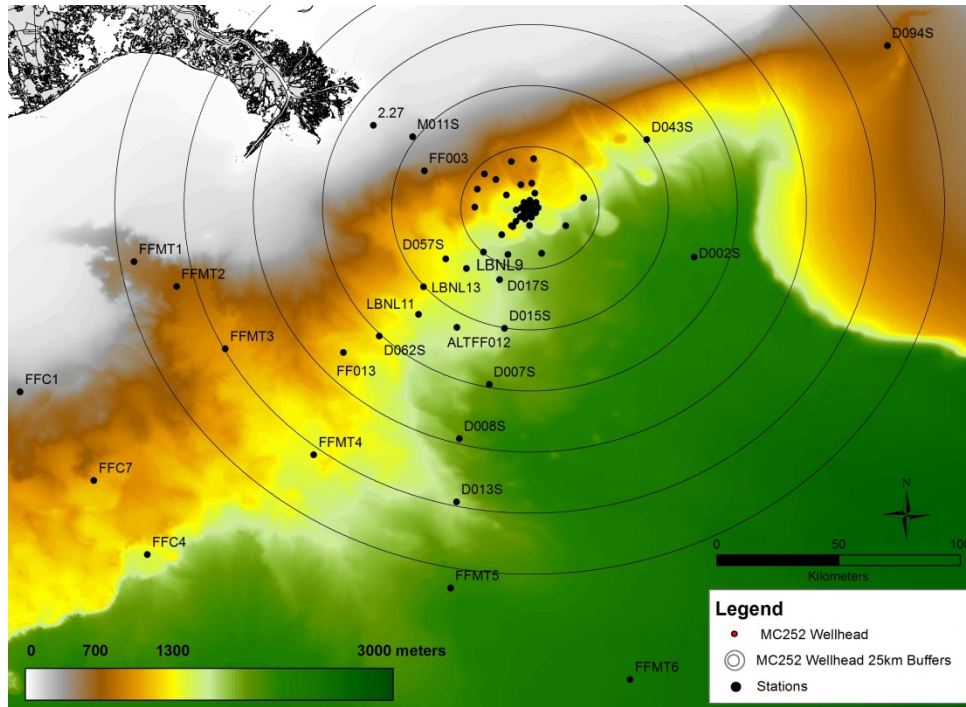 D094S
2.27
M011S
D043S
FF003
D057S
D002S
FFMT1
LBNL9
FFMT2
LBNL13
D017S
LBNL11
D015S
ALTFF012
FFMT3
D062S
FF013
FFC1
D007S
D008S
FFMT4
FFC7
D013S
N
FFC4
0 50 100
Kilometers
FFMT5
Legend
MC252 Wellhead
0 700 1300 3000 meters
MC252 Wellhead 25km Buffers
FFMT6
Stations